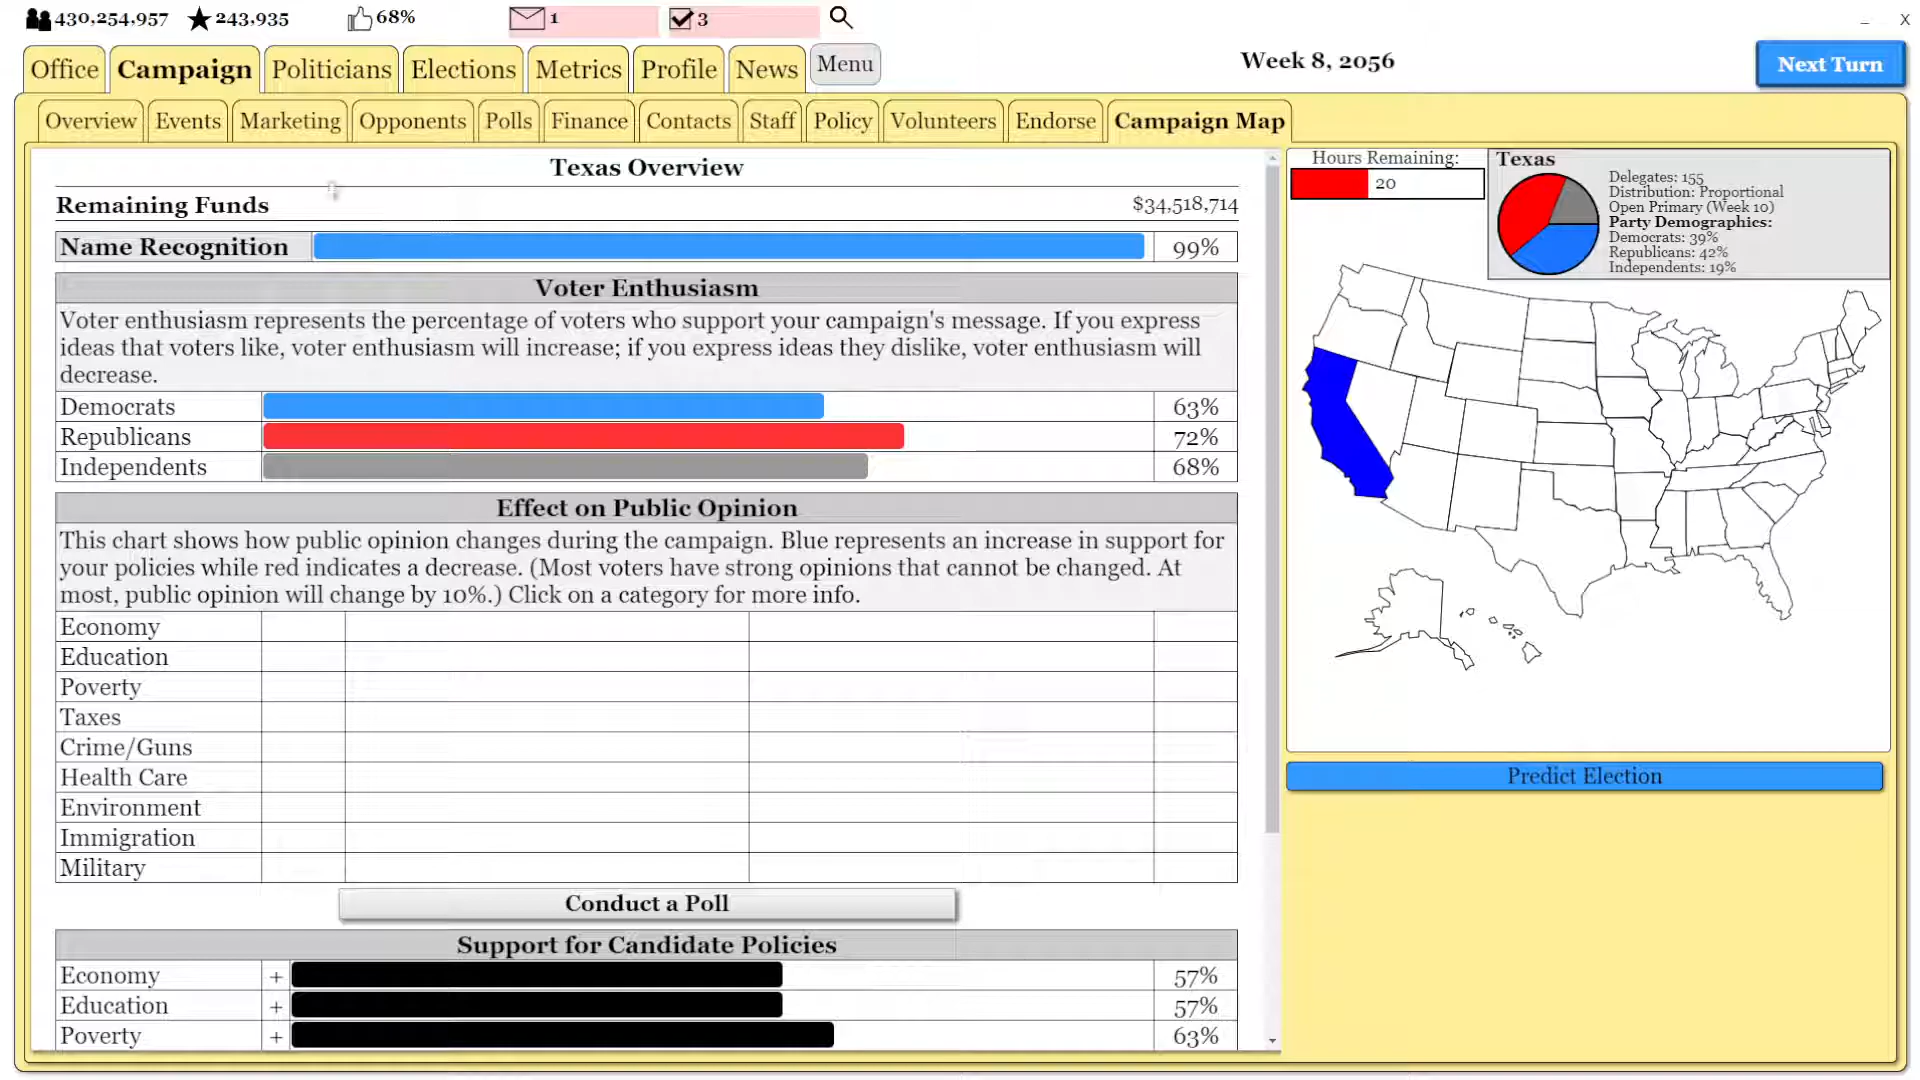 430,254,957 243,935 68% 1 3
_ X
Office Campaign Politicians Elections Metrics Profile News Menu
Week 8, 2056
Next Turn
Overview Events Marketing Opponents Polls Finance Contacts Staff Policy Volunteers Endorse Campaign Map
Texas Overview
Remaining Funds $34,518,714
Name Recognition 99%
Voter Enthusiasm
Voter enthusiasm represents the percentage of voters who support your campaign's message. If you express
ideas that voters like, voter enthusiasm will increase; if you express ideas they dislike, voter enthusiasm will
decrease.
Democrats 63%
Republicans 72%
Independents 68%
Effect on Public Opinion
This chart shows how public opinion changes during the campaign. Blue represents an increase in support for
your policies while red indicates a decrease. (Most voters have strong opinions that cannot be changed. At
most, public opinion will change by 10%.) Click on a category for more info.
Economy
Education
Poverty
Taxes
Crime/Guns
Health Care
Environment
Immigration
Military
Conduct a Poll
Support for Candidate Policies
Economy + 57%
Education + 57%
Poverty + 63%
Hours Remaining:
20
Texas
Delegates: 155
Distribution: Proportional
Open Primary (Week 10)
Party Demographics:
Democrats: 39%
Republicans: 42%
Independents: 19%
Predict Election